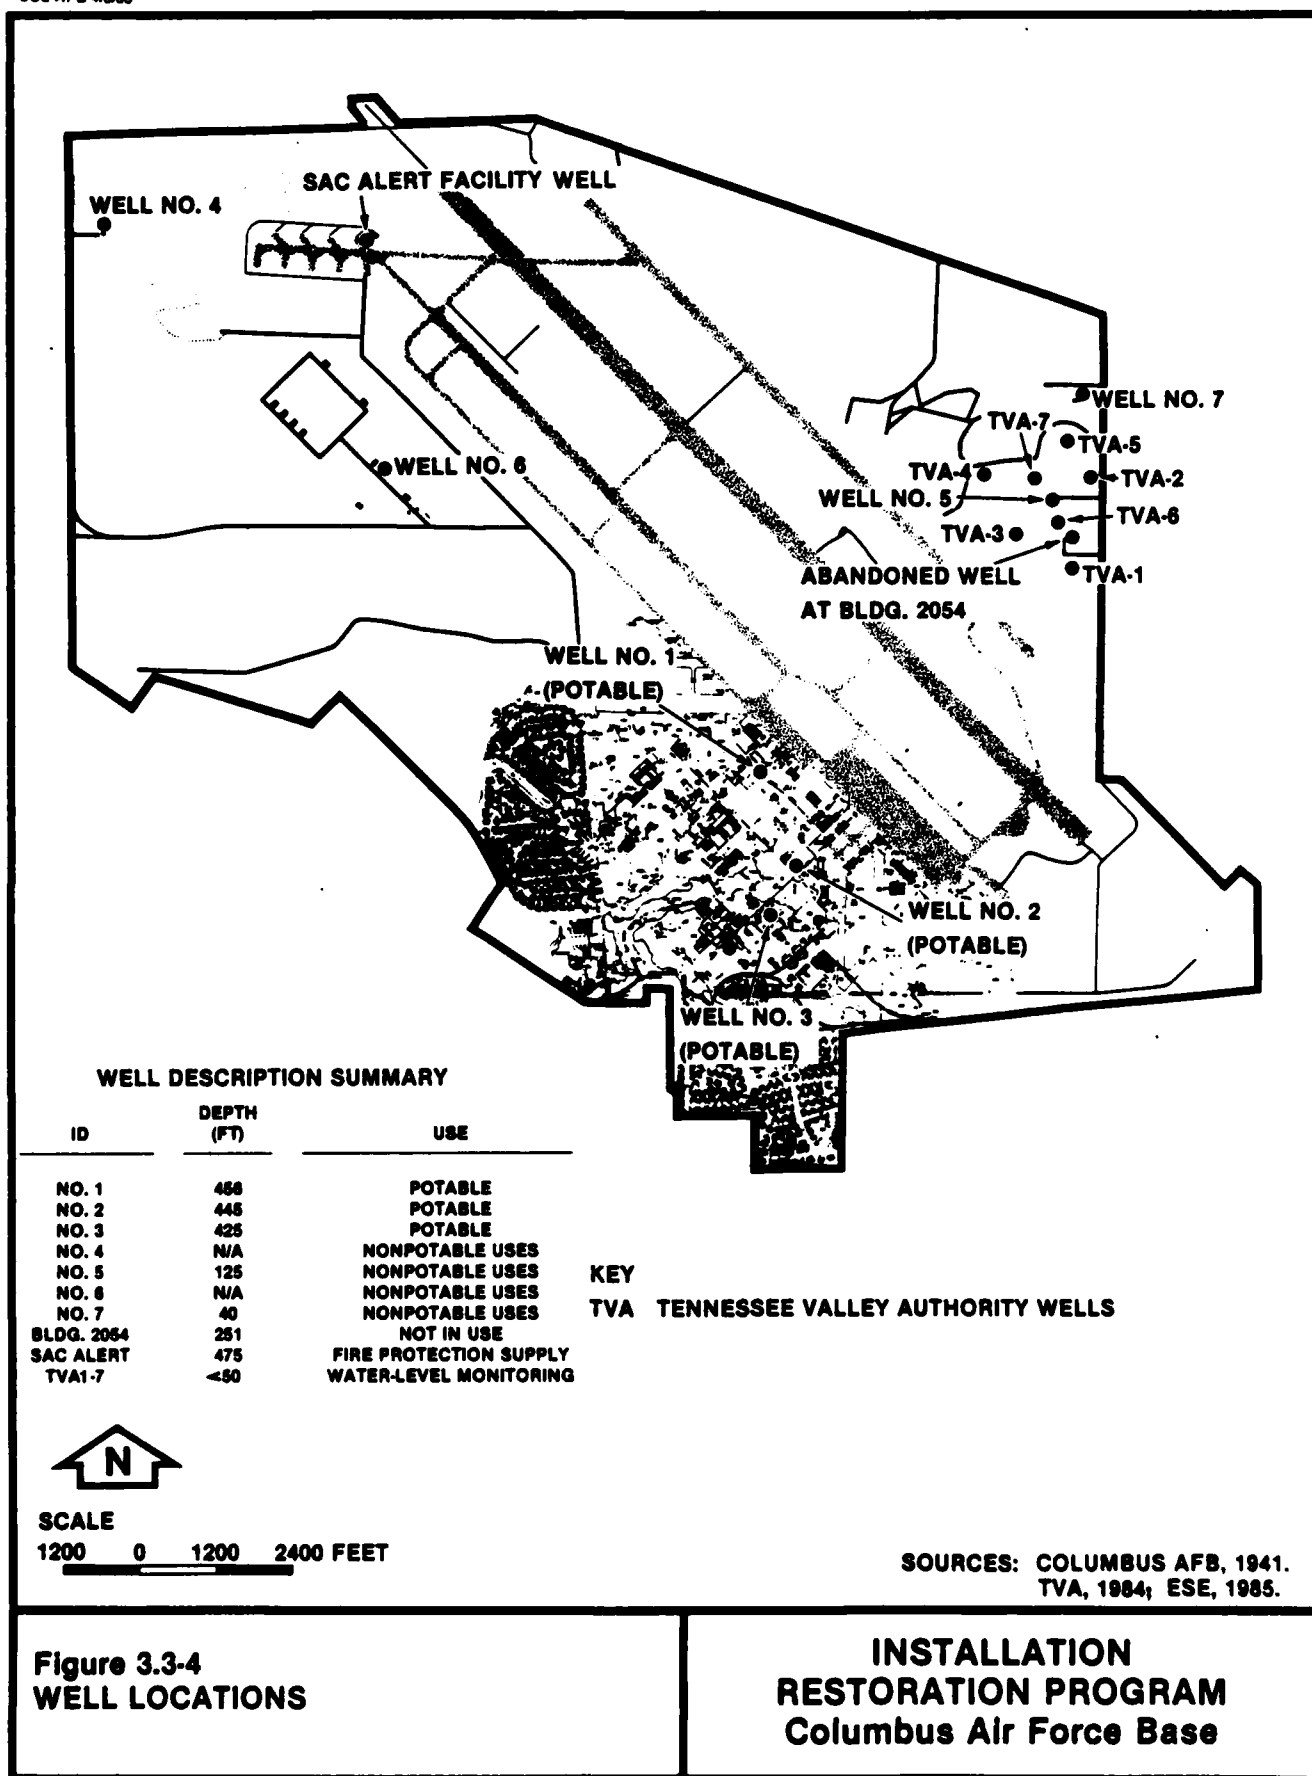 SAC ALERT FACILITY WELL
WELL NO. 4
WELL NO. 7
TVA-7
TVA-5
WELL NO. 6
TVA-4
TVA-2
WELL NO. 5
TVA-6
TVA-3
ABANDONED WELL
AT BLDG. 2054
TVA-1
WELL NO. 1
(POTABLE)
WELL NO. 2
(POTABLE)
WELL NO. 3
(POTABLE)
WELL DESCRIPTION SUMMARY
ID DEPTH (FT) USE
NO. 1 456 POTABLE
NO. 2 445 POTABLE
NO. 3 425 POTABLE
NO. 4 N/A NONPOTABLE USES
NO. 5 125 NONPOTABLE USES
NO. 6 N/A NONPOTABLE USES
NO. 7 40 NONPOTABLE USES
BLDG. 2054 251 NOT IN USE
SAC ALERT 475 FIRE PROTECTION SUPPLY
TVA1-7 <50 WATER-LEVEL MONITORING
KEY
TVA TENNESSEE VALLEY AUTHORITY WELLS
N
SCALE
1200 0 1200 2400 FEET
SOURCES: COLUMBUS AFB, 1941.
TVA, 1984; ESE, 1985.
Figure 3.3-4
WELL LOCATIONS
INSTALLATION
RESTORATION PROGRAM
Columbus Air Force Base